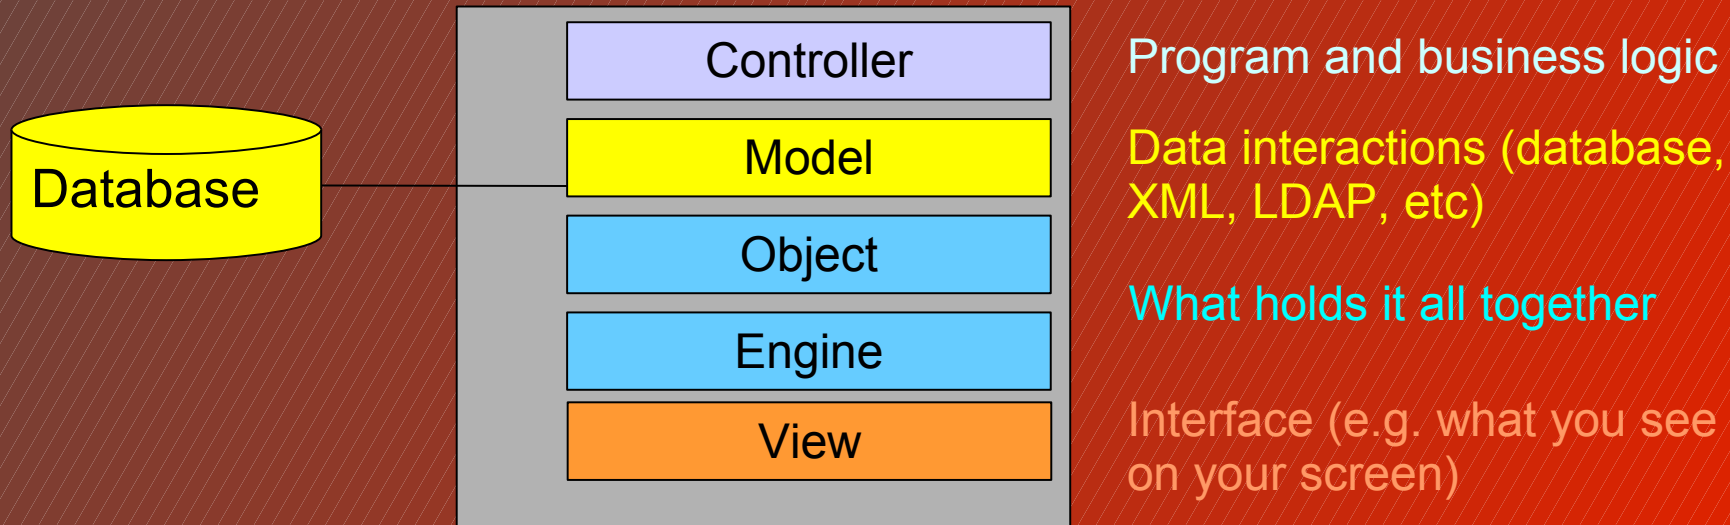 Controller
Program and business logic
Database
Model
Data interactions (database,
XML, LDAP, etc)
Object
What holds it all together
Engine
View
Interface (e.g. what you see
on your screen)